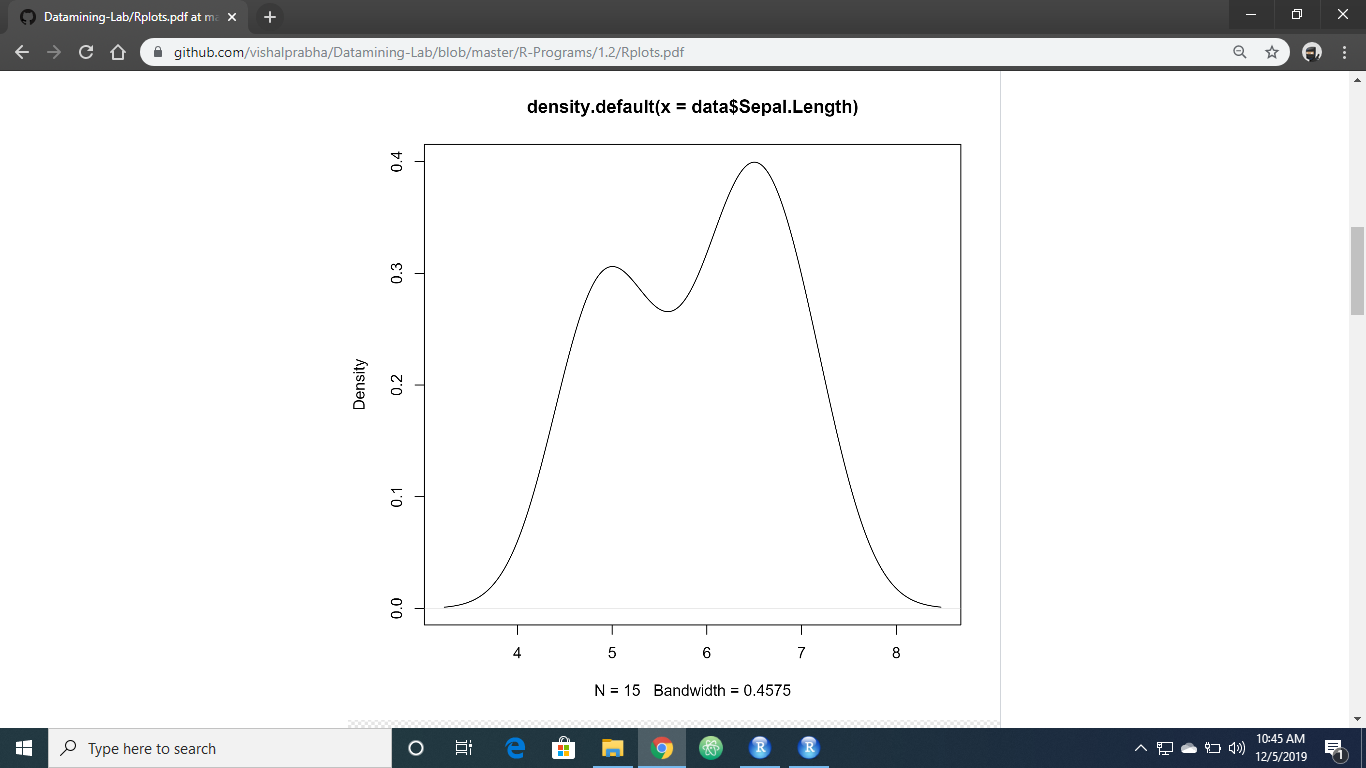 Datamining-Lab/Rplots.pdf at ma
github.com/vishalprabha/Datamining-Lab/blob/master/R-Programs/1.2/Rplots.pdf
density.default(x = data$Sepal.Length)
0.4
0.3
0.2
0.1
0.0
Density
4 5 6 7 8
N = 15 Bandwidth = 0.4575
Type here to search
R
R
10:45 AM
12/5/2019
1